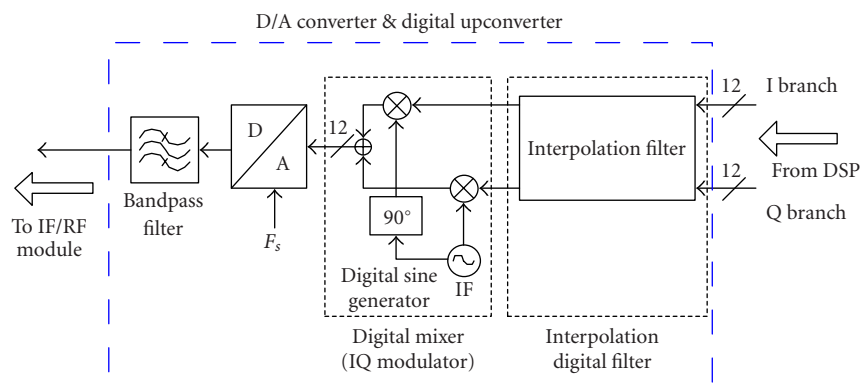 D/A converter & digital upconverter
12
I branch
D
A
12
Interpolation filter
From DSP
12
Q branch
Bandpass
filter
To IF/RF
module
Fs
90°
Digital sine
generator
IF
Digital mixer
(IQ modulator)
Interpolation
digital filter